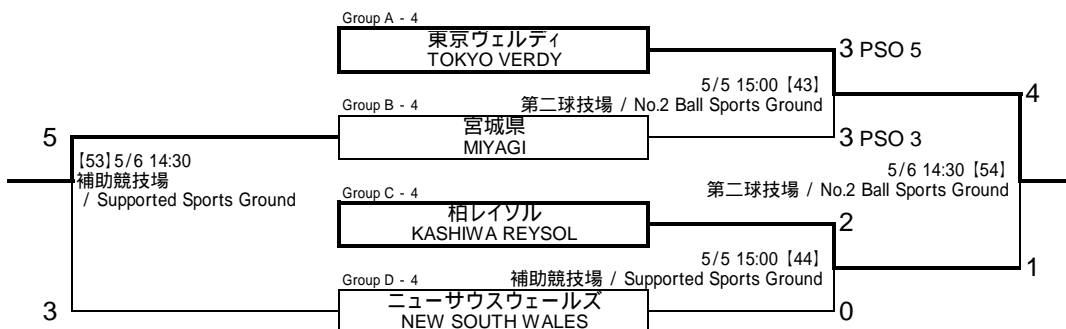 Group A - 4
東京ヴェルディ
TOKYO VERDY
3 PSO 5
5/5 15:00【43】
第二球技場 / No.2 Ball Sports Ground
4
Group B - 4
宮城県
MIYAGI
5
3 PSO 3
【53】5/6 14:30
補助競技場
/ Supported Sports Ground
5/6 14:30【54】
第二球技場 / No.2 Ball Sports Ground
Group C - 4
柏レイソル
KASHIWA REYSOL
2
5/5 15:00【44】
補助競技場 / Supported Sports Ground
1
Group D - 4
ニューサウスウェールズ
NEW SOUTH WALES
3
0